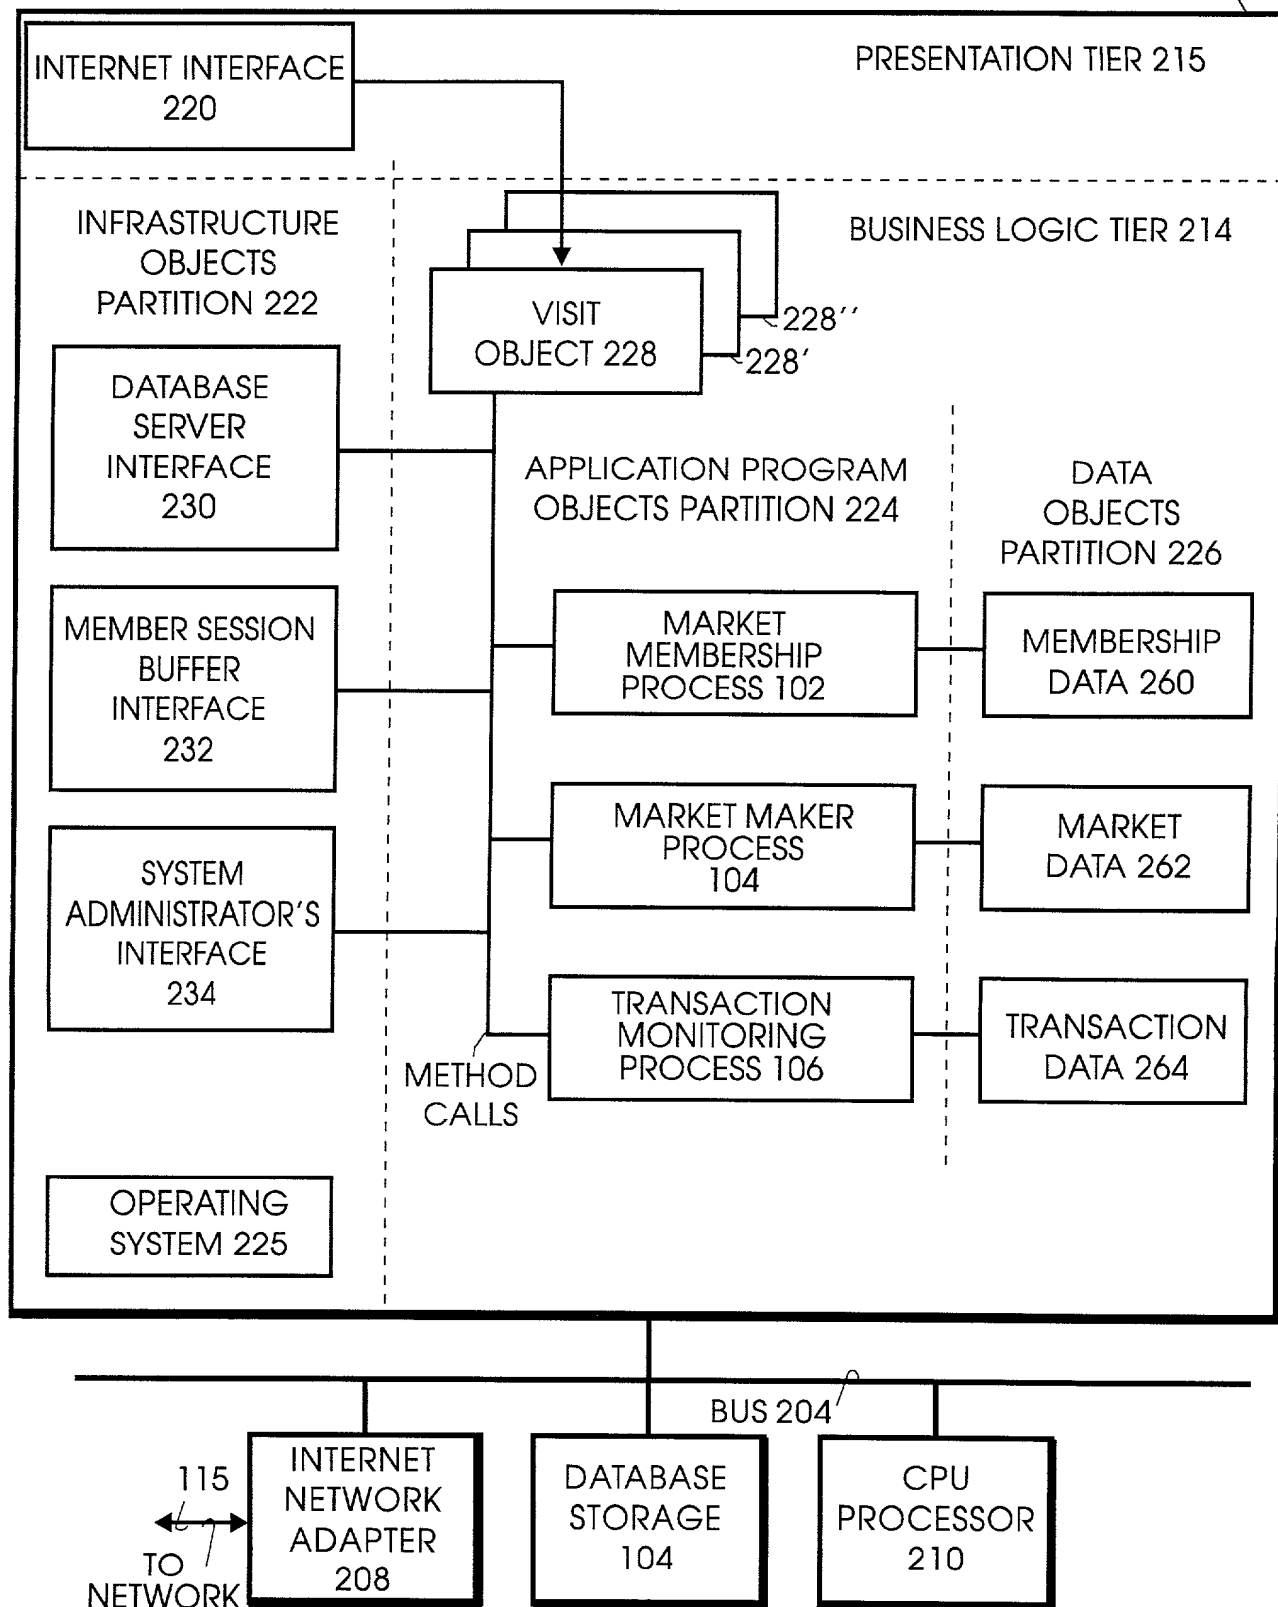 INTERNET INTERFACE
220
PRESENTATION TIER 215
INFRASTRUCTURE
OBJECTS
PARTITION 222
BUSINESS LOGIC TIER 214
VISIT
OBJECT 228
228''
228'
DATABASE
SERVER
INTERFACE
230
APPLICATION PROGRAM
OBJECTS PARTITION 224
DATA
OBJECTS
PARTITION 226
MEMBER SESSION
BUFFER
INTERFACE
232
MARKET
MEMBERSHIP
PROCESS 102
MEMBERSHIP
DATA 260
MARKET MAKER
PROCESS
104
MARKET
DATA 262
SYSTEM
ADMINISTRATOR'S
INTERFACE
234
TRANSACTION
MONITORING
PROCESS 106
TRANSACTION
DATA 264
METHOD
CALLS
OPERATING
SYSTEM 225
BUS 204
115
TO
NETWORK
INTERNET
NETWORK
ADAPTER
208
DATABASE
STORAGE
104
CPU
PROCESSOR
210